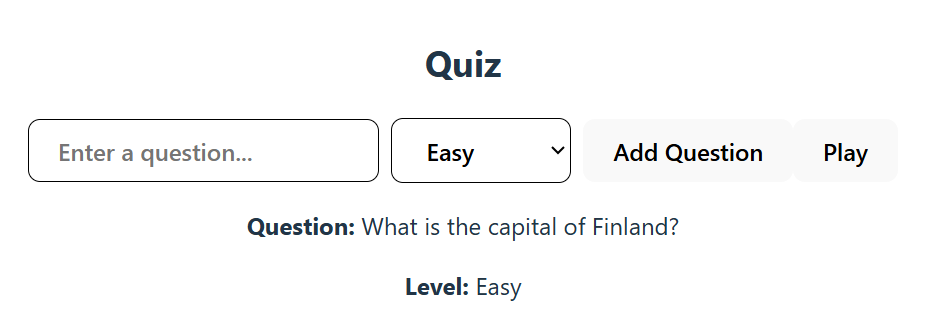 Quiz
Enter a question... Easy Add Question Play
Question: What is the capital of Finland?
Level: Easy